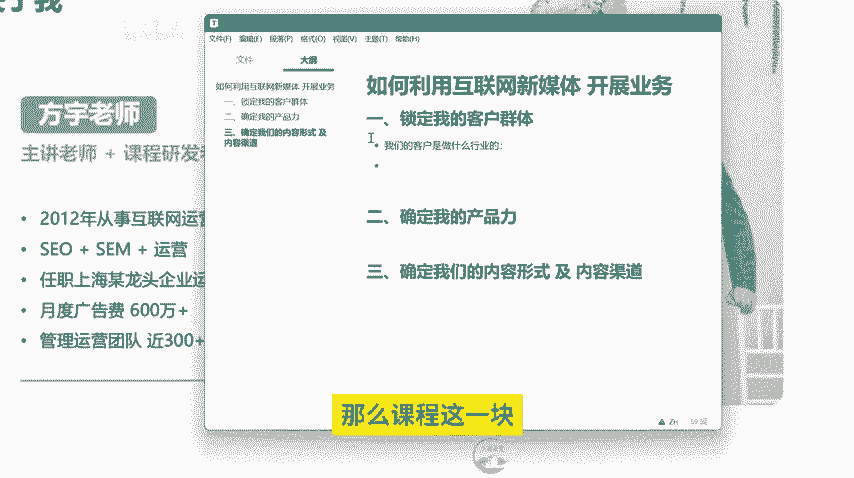 于我
方宇老师
主讲老师 + 课程研发
2012年从事互联网运营
SEO + SEM + 运营
任职上海某龙头企业运
月度广告费 600万+
管理运营团队 近300+
文件(F) 编辑(E) 段落(P) 格式(O) 视图(V) 主题(T) 帮助(H)
文件 大纲
如何利用互联网新媒体 开展业务
一、锁定我的客户群体
二、确定我的产品力
三、确定我们的内容形式 及
内容渠道
如何利用互联网新媒体 开展业务
一、锁定我的客户群体
我们的客户是做什么行业的:
二、确定我的产品力
三、确定我们的内容形式 及 内容渠道
ZH 59 词
那么课程这一块